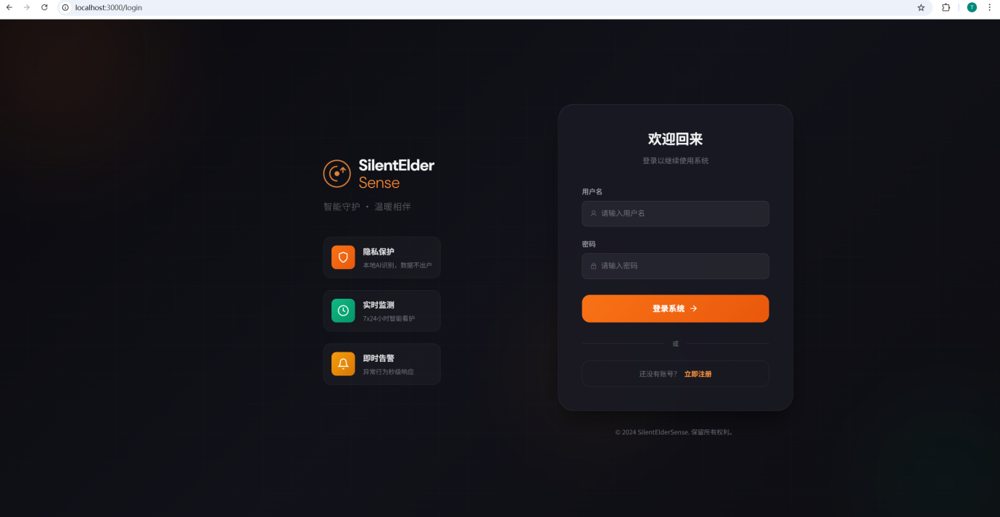 localhost:3000/login
T
SilentElder
Sense
智能守护 · 温暖相伴
隐私保护
本地AI识别，数据不出户
实时监测
7x24小时智能看护
即时告警
异常行为秒级响应
欢迎回来
登录以继续使用系统
用户名
请输入用户名
密码
请输入密码
登录系统 →
或
还没有账号？ 立即注册
© 2024 SilentElderSense. 保留所有权利。